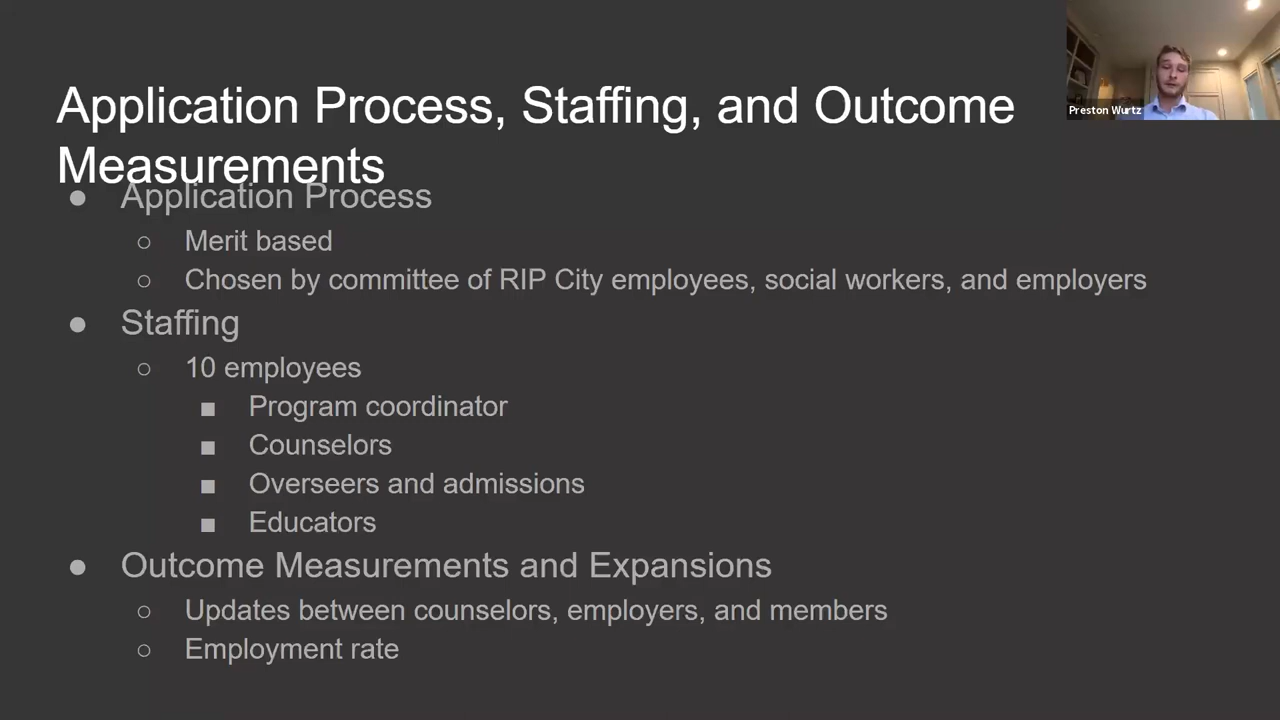 Application Process, Staffing, and Outcome
Measurements
Preston Wurtz
● Application Process
○ Merit based
○ Chosen by committee of RIP City employees, social workers, and employers
● Staffing
○ 10 employees
■ Program coordinator
■ Counselors
■ Overseers and admissions
■ Educators
● Outcome Measurements and Expansions
○ Updates between counselors, employers, and members
○ Employment rate